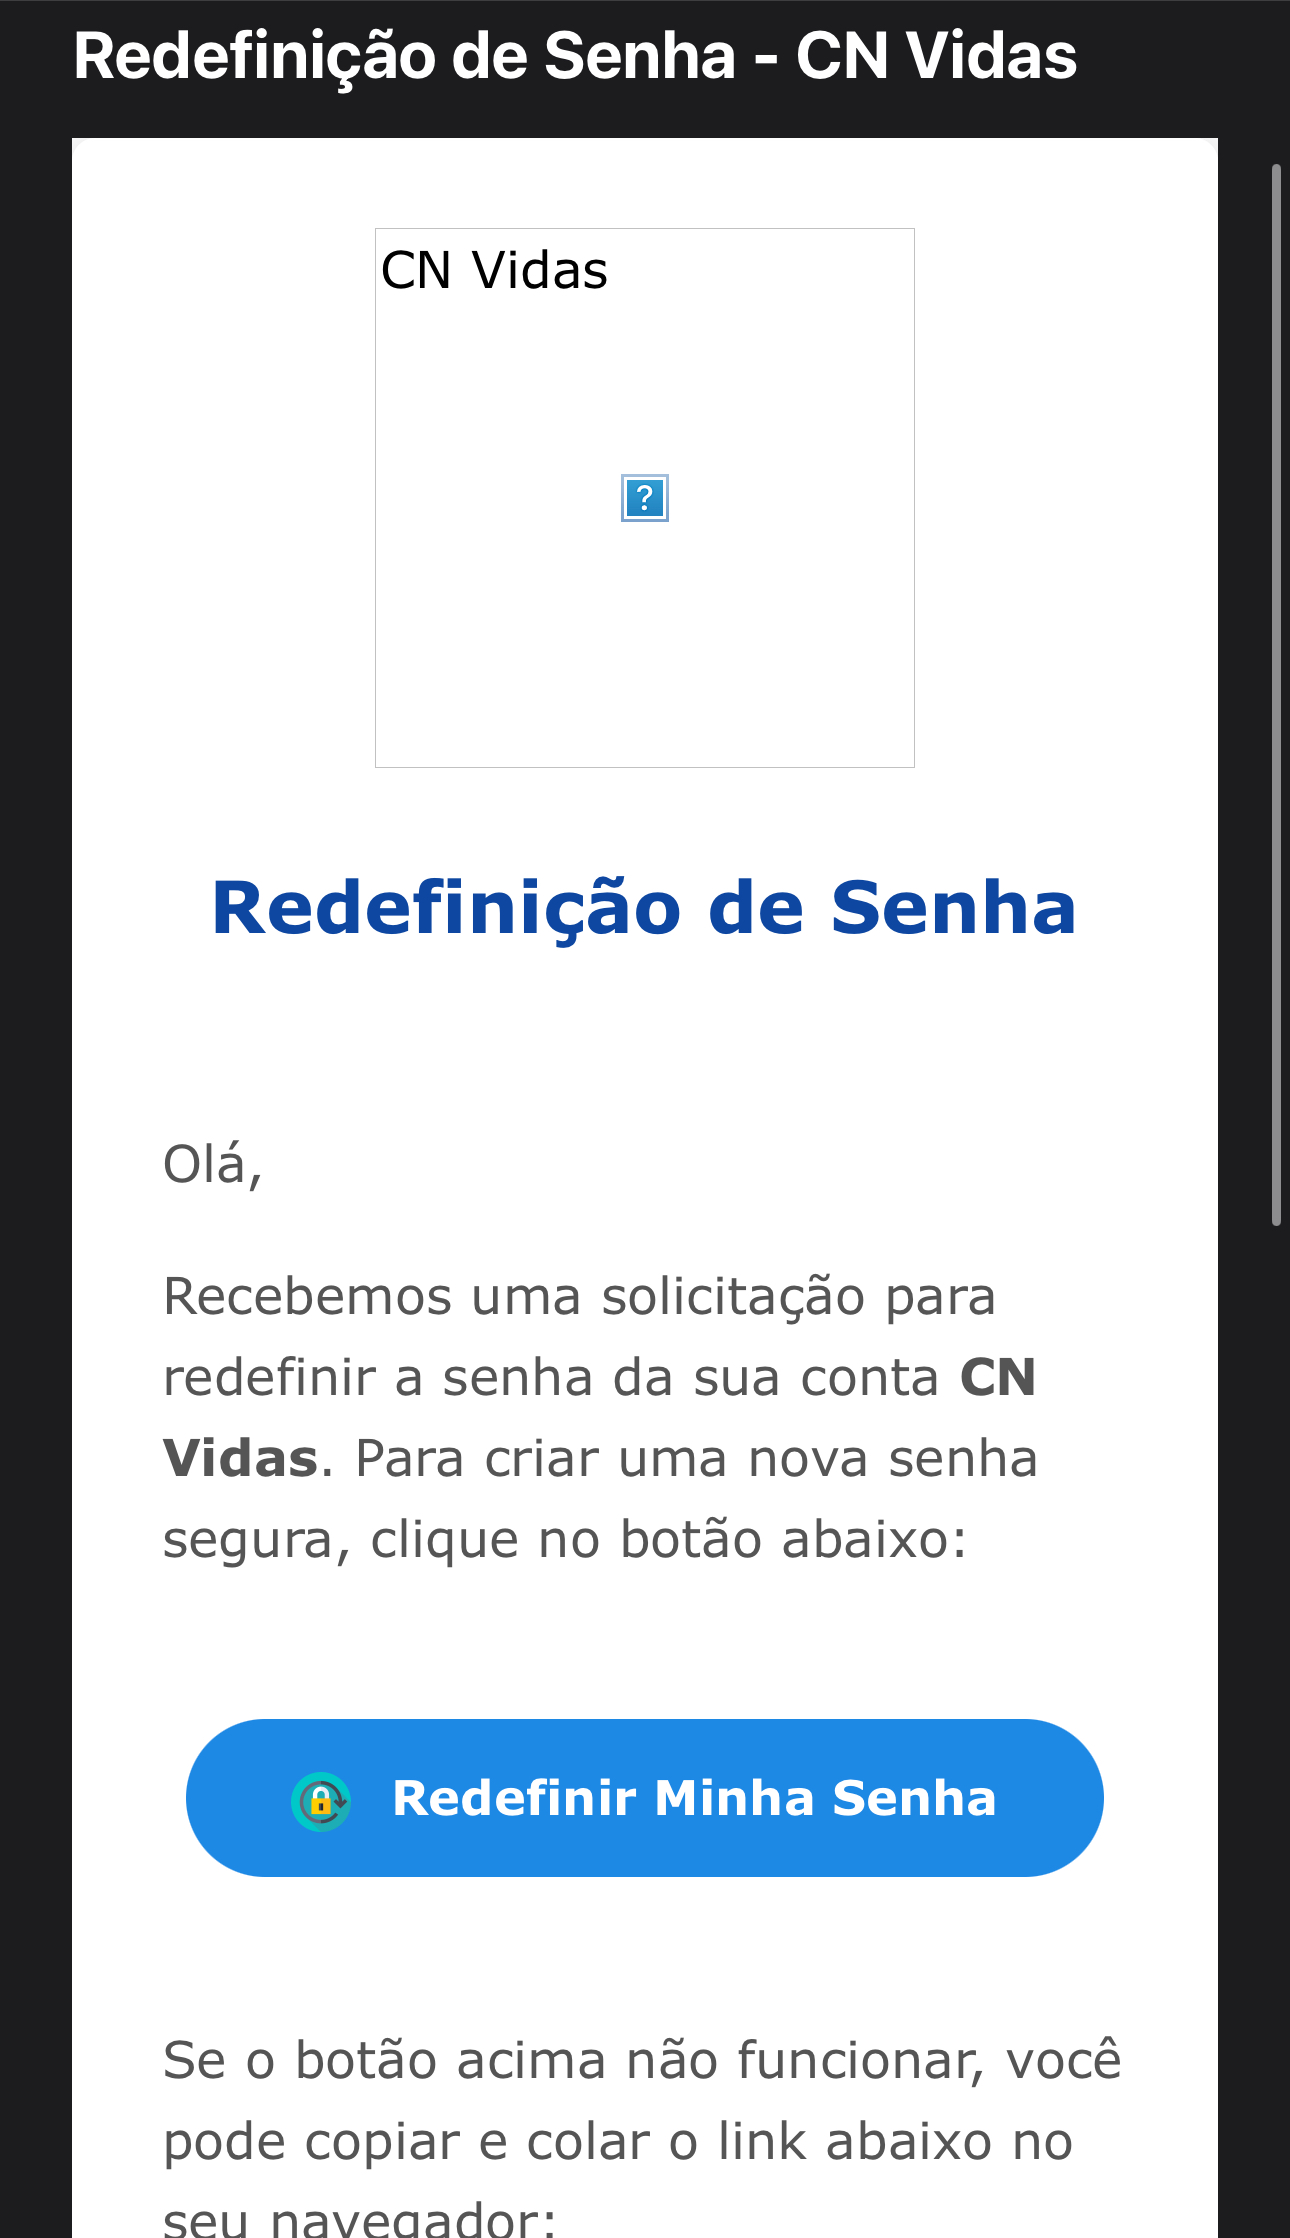 Redefinição de Senha - CN Vidas
CN Vidas
?
Redefinição de Senha
Olá,
Recebemos uma solicitação para
redefinir a senha da sua conta CN
Vidas. Para criar uma nova senha
segura, clique no botão abaixo:
Redefinir Minha Senha
Se o botão acima não funcionar, você
pode copiar e colar o link abaixo no
seu navegador: